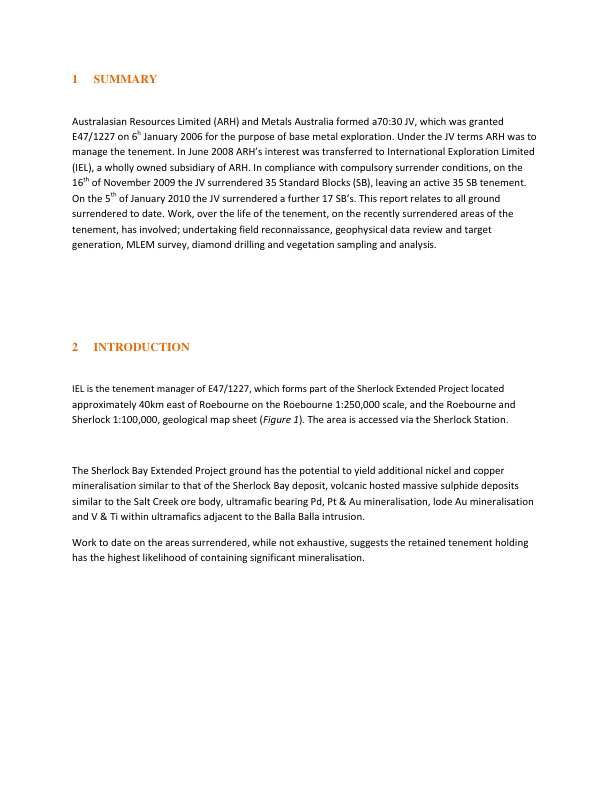 1 SUMMARY
Australasian Resources Limited (ARH) and Metals Australia formed a70:30 JV, which was granted
E47/1227 on 6h January 2006 for the purpose of base metal exploration. Under the JV terms ARH was to
manage the tenement. In June 2008 ARH’s interest was transferred to International Exploration Limited
(IEL), a wholly owned subsidiary of ARH. In compliance with compulsory surrender conditions, on the
16th of November 2009 the JV surrendered 35 Standard Blocks (SB), leaving an active 35 SB tenement.
On the 5th of January 2010 the JV surrendered a further 17 SB’s. This report relates to all ground
surrendered to date. Work, over the life of the tenement, on the recently surrendered areas of the
tenement, has involved; undertaking field reconnaissance, geophysical data review and target
generation, MLEM survey, diamond drilling and vegetation sampling and analysis.
2 INTRODUCTION
IEL is the tenement manager of E47/1227, which forms part of the Sherlock Extended Project located
approximately 40km east of Roebourne on the Roebourne 1:250,000 scale, and the Roebourne and
Sherlock 1:100,000, geological map sheet (Figure 1). The area is accessed via the Sherlock Station.
The Sherlock Bay Extended Project ground has the potential to yield additional nickel and copper
mineralisation similar to that of the Sherlock Bay deposit, volcanic hosted massive sulphide deposits
similar to the Salt Creek ore body, ultramafic bearing Pd, Pt & Au mineralisation, lode Au mineralisation
and V & Ti within ultramafics adjacent to the Balla Balla intrusion.
Work to date on the areas surrendered, while not exhaustive, suggests the retained tenement holding
has the highest likelihood of containing significant mineralisation.